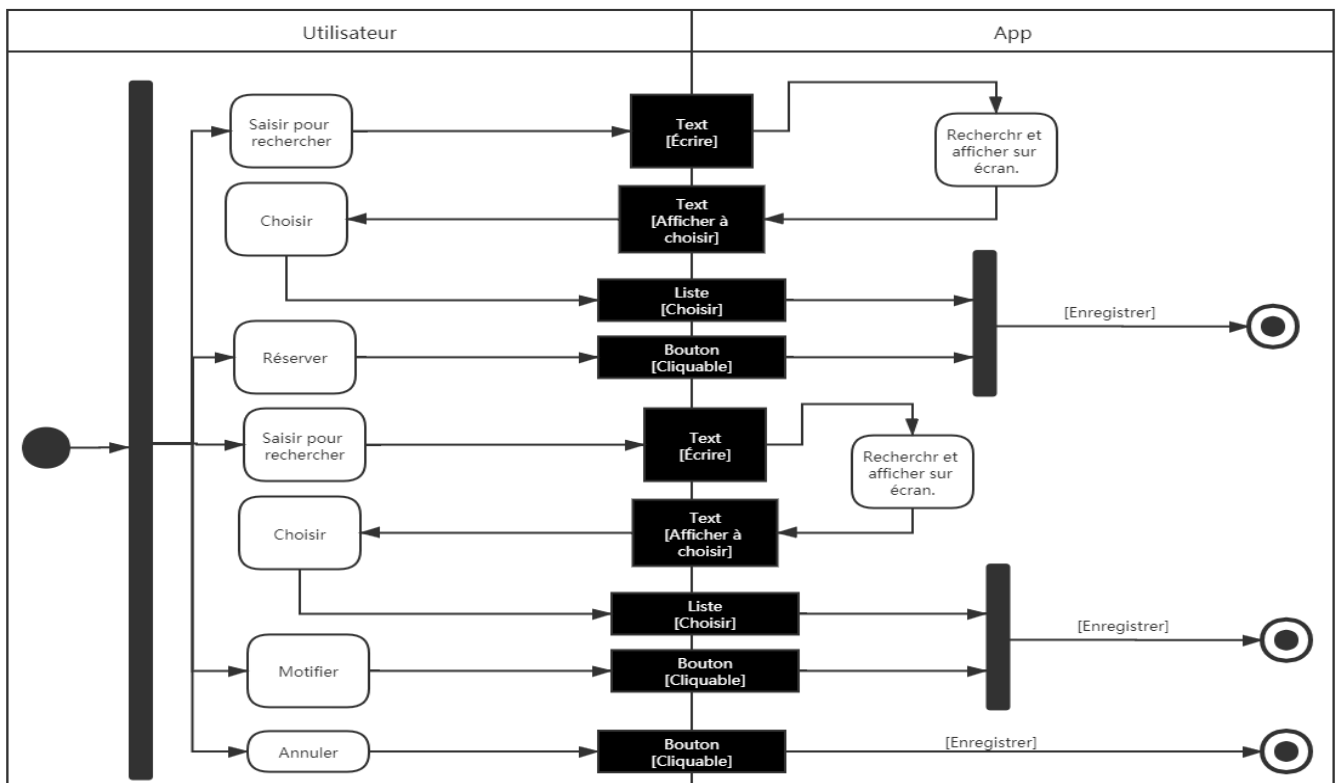 Utilisateur
App
Saisir pour
rechercher
Text
[Écrire]
Recherchr et
afficher sur
écran.
Choisir
Text
[Afficher à
choisir]
Liste
[Choisir]
[Enregistrer]
Réserver
Bouton
[Cliquable]
Saisir pour
rechercher
Text
[Écrire]
Recherchr et
afficher sur
écran.
Choisir
Text
[Afficher à
choisir]
Liste
[Choisir]
[Enregistrer]
Motifier
Bouton
[Cliquable]
Annuler
Bouton
[Cliquable]
[Enregistrer]